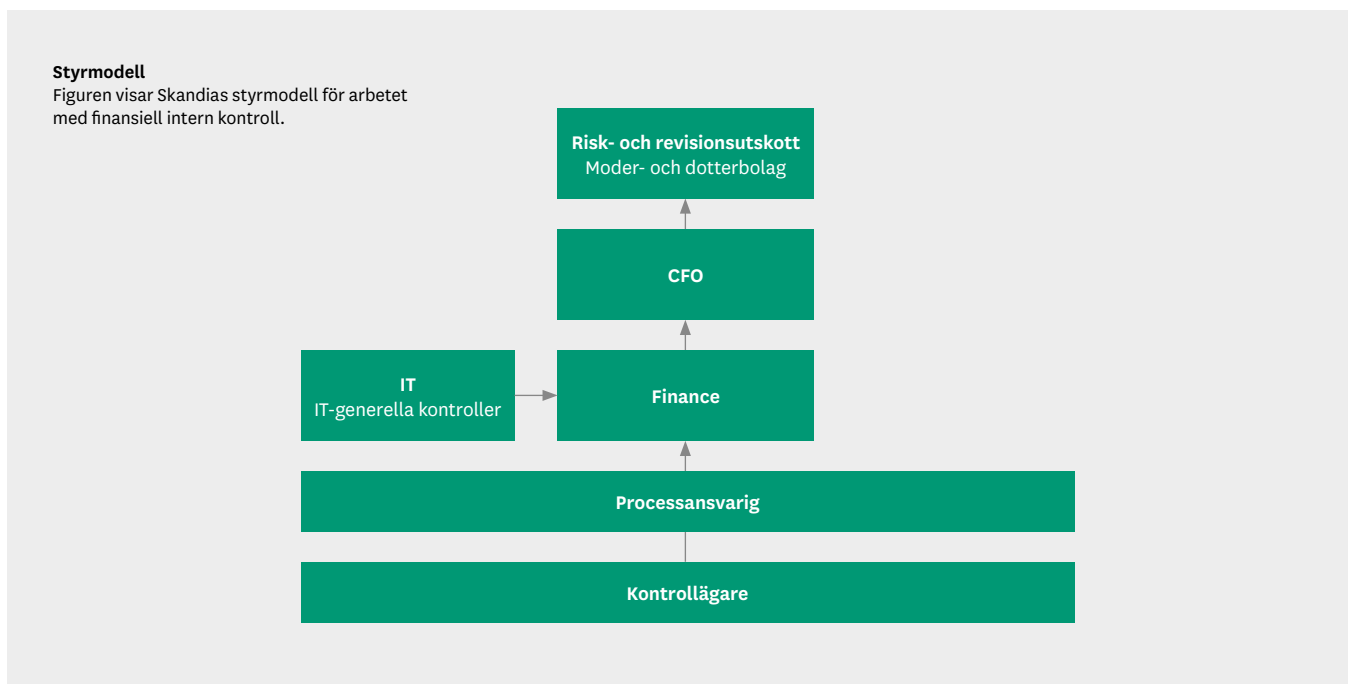 Styrmodell
Figuren visar Skandias styrmodell för arbetet
med finansiell intern kontroll.
Risk- och revisionsutskott
Moder- och dotterbolag
CFO
IT
IT-generella kontroller
Finance
Processansvarig
Kontrollägare